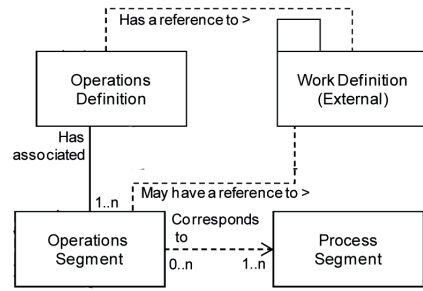 Has a reference to >
Operations
Definition
Work Definition
(External)
Has
associated
1..n
May have a reference to >
Operations
Segment
Corresponds
to
0..n
1..n
Process
Segment